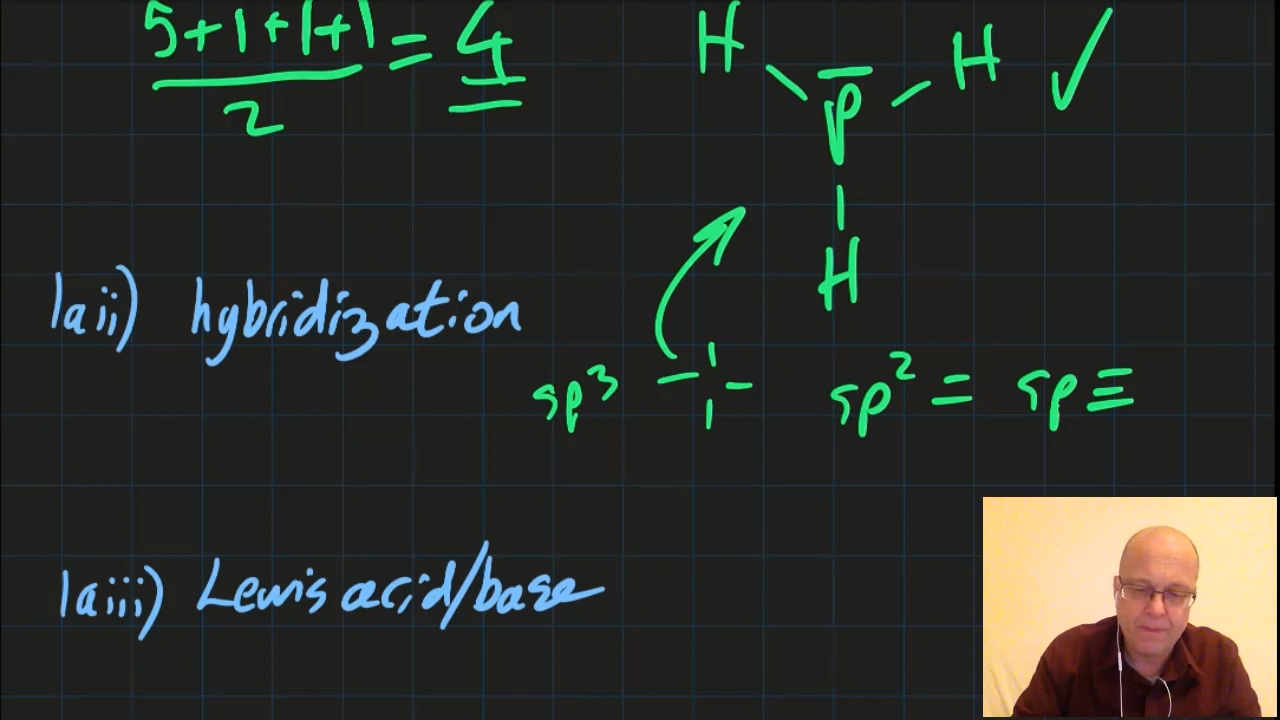 5+1+1+1 = 4
2
H P H ✓
H
1aii) hybridization
sp³ sp² = sp ≡
1aiii) Lewis acid/base